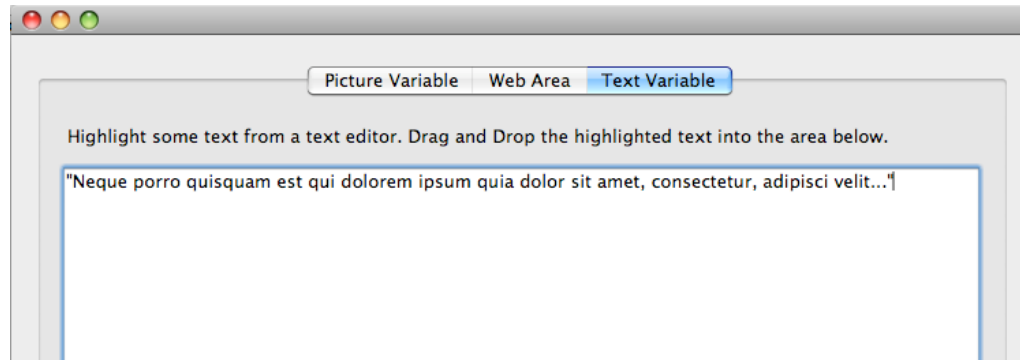 Picture Variable Web Area Text Variable
Highlight some text from a text editor. Drag and Drop the highlighted text into the area below.
"Neque porro quisquam est qui dolorem ipsum quia dolor sit amet, consectetur, adipisci velit..."